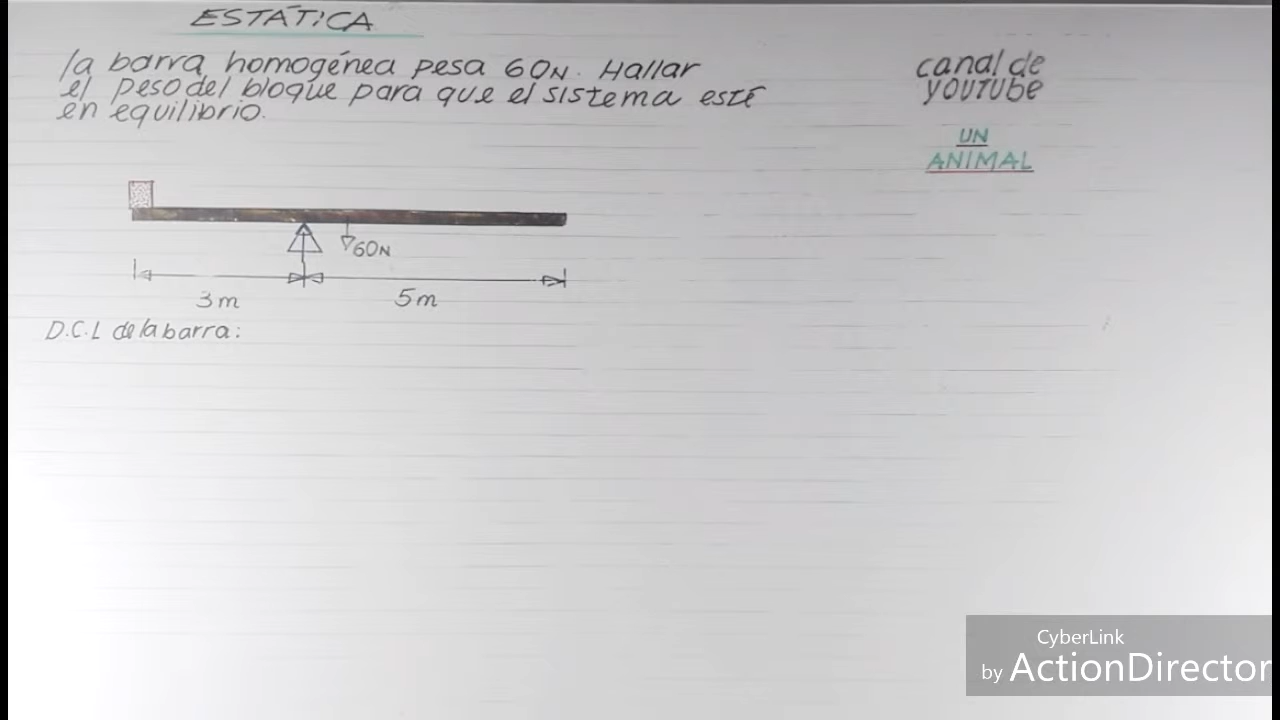 ESTÁTICA
la barra homogénea pesa 60N. Hallar
el peso del bloque para que el sistema esté
en equilibrio.
canal de
YOUTUBE
UN
ANIMAL
60N
3m
5m
D.C.L de la barra:
CyberLink
by ActionDirector